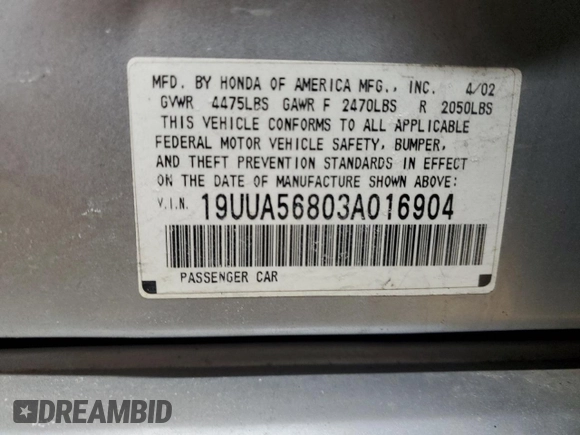 MFD. BY HONDA OF AMERICA MFG., INC. 4/02
GVWR 4475LBS GAWR F 2470LBS R 2050LBS
THIS VEHICLE CONFORMS TO ALL APPLICABLE
FEDERAL MOTOR VEHICLE SAFETY, BUMPER,
AND THEFT PREVENTION STANDARDS IN EFFECT
ON THE DATE OF MANUFACTURE SHOWN ABOVE:
V.I.N. 19UUA56803A016904
PASSENGER CAR
DREAMBID